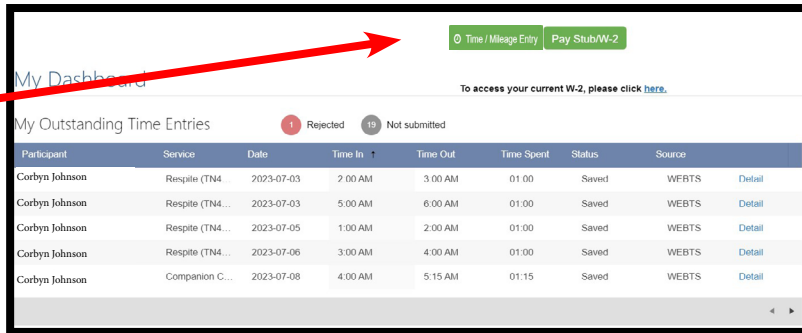 Time / Mileage Entry Pay Stub/W-2
My Dashboard
To access your current W-2, please click here.
My Outstanding Time Entries 1 Rejected 19 Not submitted
Participant Service Date Time In ↑ Time Out Time Spent Status Source
Corbyn Johnson Respite (TN4... 2023-07-03 2:00 AM 3:00 AM 01:00 Saved WEBTS Detail
Corbyn Johnson Respite (TN4... 2023-07-03 5:00 AM 6:00 AM 01:00 Saved WEBTS Detail
Corbyn Johnson Respite (TN4... 2023-07-05 1:00 AM 2:00 AM 01:00 Saved WEBTS Detail
Corbyn Johnson Respite (TN4... 2023-07-06 3:00 AM 4:00 AM 01:00 Saved WEBTS Detail
Corbyn Johnson Companion C... 2023-07-08 4:00 AM 5:15 AM 01:15 Saved WEBTS Detail